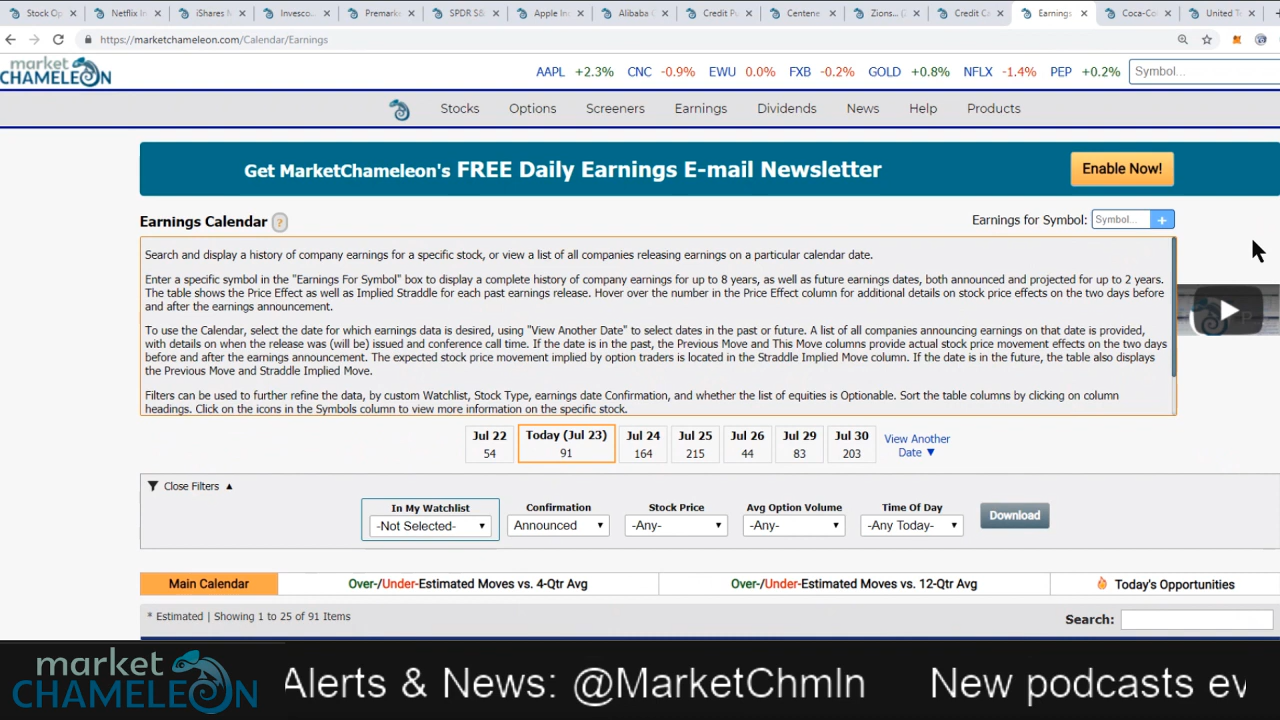 Stock Op
Netflix In
iShares M
Invesco
Premark
SPDR S&
Apple In
Alibaba
Credit Pu
Centene
Zions...
Credit Ca
Earnings
Coca-Co
United T
https://marketchameleon.com/Calendar/Earnings
market
CHAMELEON
AAPL +2.3% CNC -0.9% EWU 0.0% FXB -0.2% GOLD +0.8% NFLX -1.4% PEP +0.2%
Symbol...
Stocks Options Screeners Earnings Dividends News Help Products
Get MarketChameleon's FREE Daily Earnings E-mail Newsletter
Enable Now!
Earnings Calendar ?
Earnings for Symbol: Symbol... +
Search and display a history of company earnings for a specific stock, or view a list of all companies releasing earnings on a particular calendar date.
Enter a specific symbol in the "Earnings For Symbol" box to display a complete history of company earnings for up to 8 years, as well as future earnings dates, both announced and projected for up to 2 years.
The table shows the Price Effect as well as Implied Straddle for each past earnings release. Hover over the number in the Price Effect column for additional details on stock price effects on the two days before
and after the earnings announcement.
To use the Calendar, select the date for which earnings data is desired, using "View Another Date" to select dates in the past or future. A list of all companies announcing earnings on that date is provided,
with details on when the release was (will be) issued and conference call time. If the date is in the past, the Previous Move and This Move columns provide actual stock price movement effects on the two days
before and after the earnings announcement. The expected stock price movement implied by option traders is located in the Straddle Implied Move column. If the date is in the future, the table also displays
the Previous Move and Straddle Implied Move.
Filters can be used to further refine the data, by custom Watchlist, Stock Type, earnings date Confirmation, and whether the list of equities is Optionable. Sort the table columns by clicking on column
headings. Click on the icons in the Symbols column to view more information on the specific stock.
Jul 22 Today (Jul 23) Jul 24 Jul 25 Jul 26 Jul 29 Jul 30 View Another
54 91 164 215 44 83 203 Date ▼
Close Filters ▲
In My Watchlist Confirmation Stock Price Avg Option Volume Time Of Day
-Not Selected- Announced -Any- -Any- -Any Today- Download
Main Calendar Over-/Under-Estimated Moves vs. 4-Qtr Avg Over-/Under-Estimated Moves vs. 12-Qtr Avg Today's Opportunities
* Estimated | Showing 1 to 25 of 91 Items
Search:
market
CHAMELEON
Alerts & News: @MarketChmln New podcasts ev